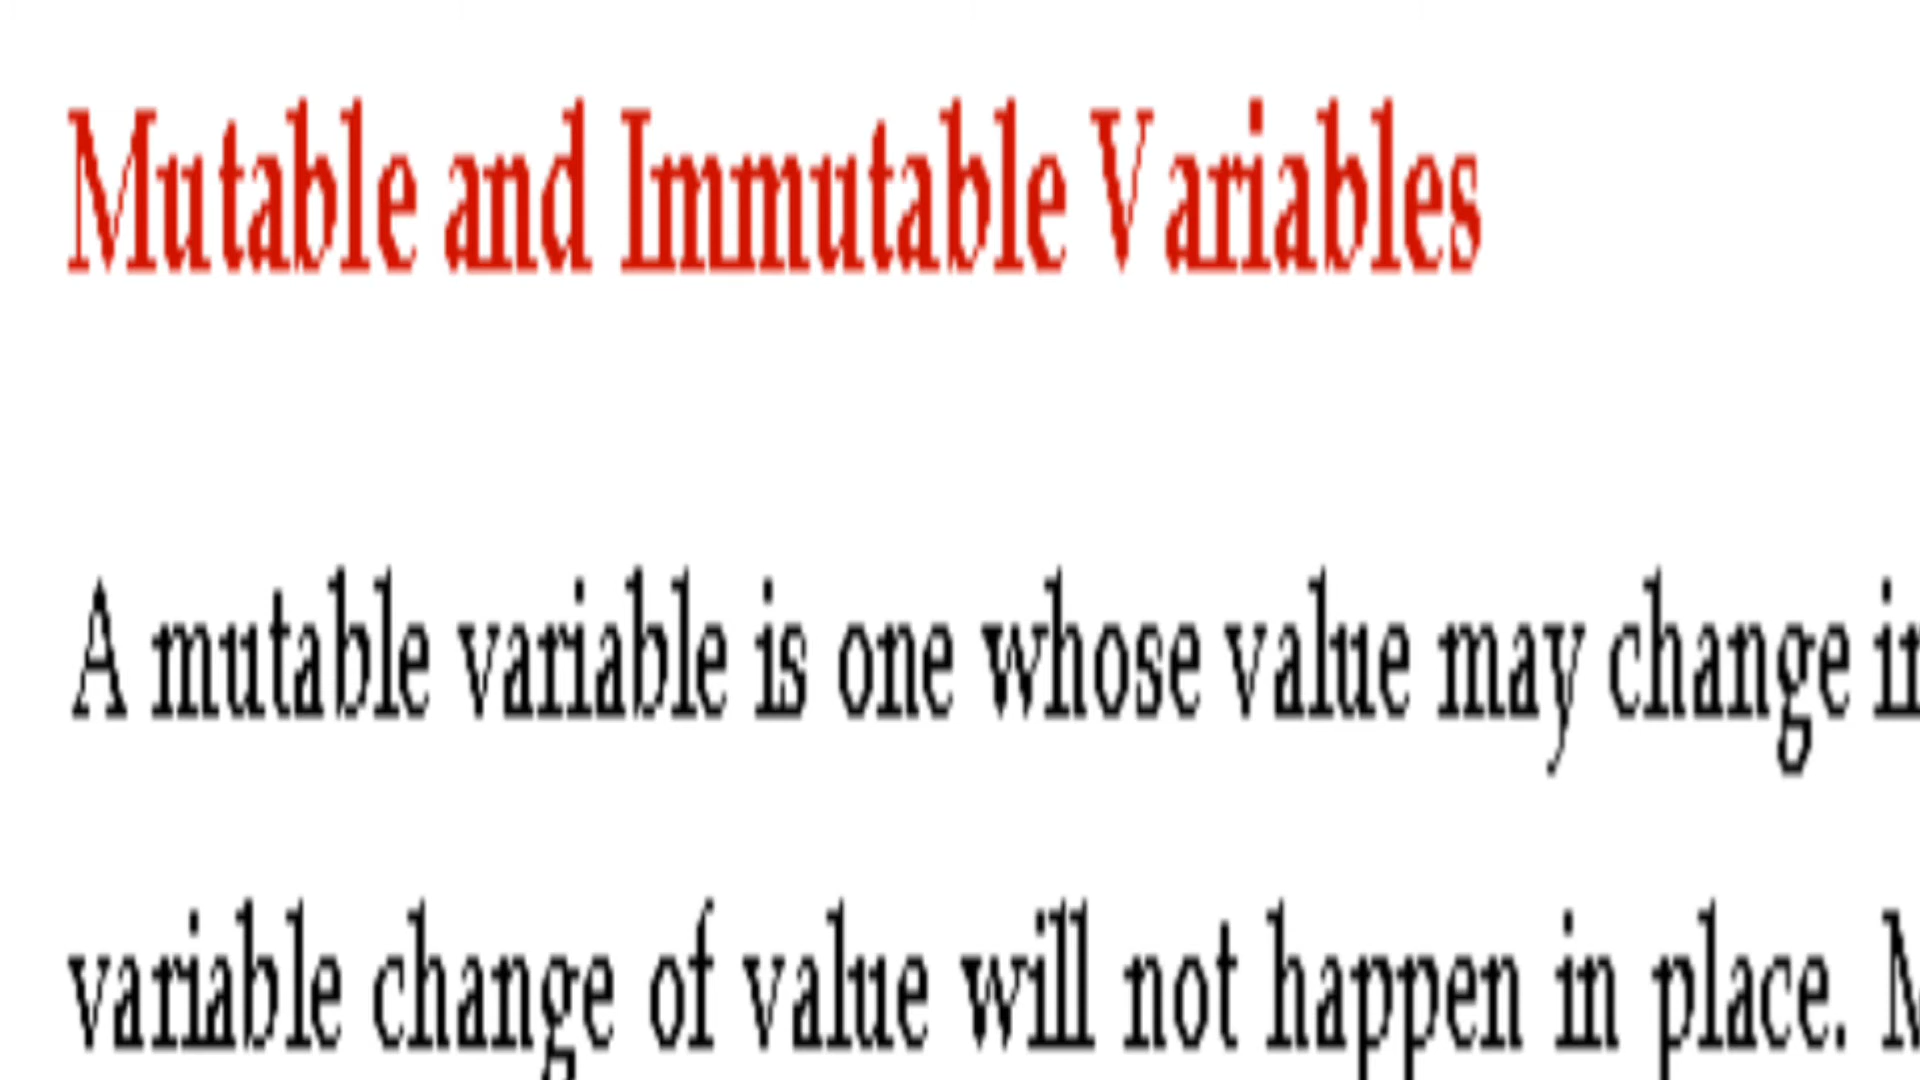 Mutable and Immutable Variables
A mutable variable is one whose value may change
variable change of value will not happen in place.